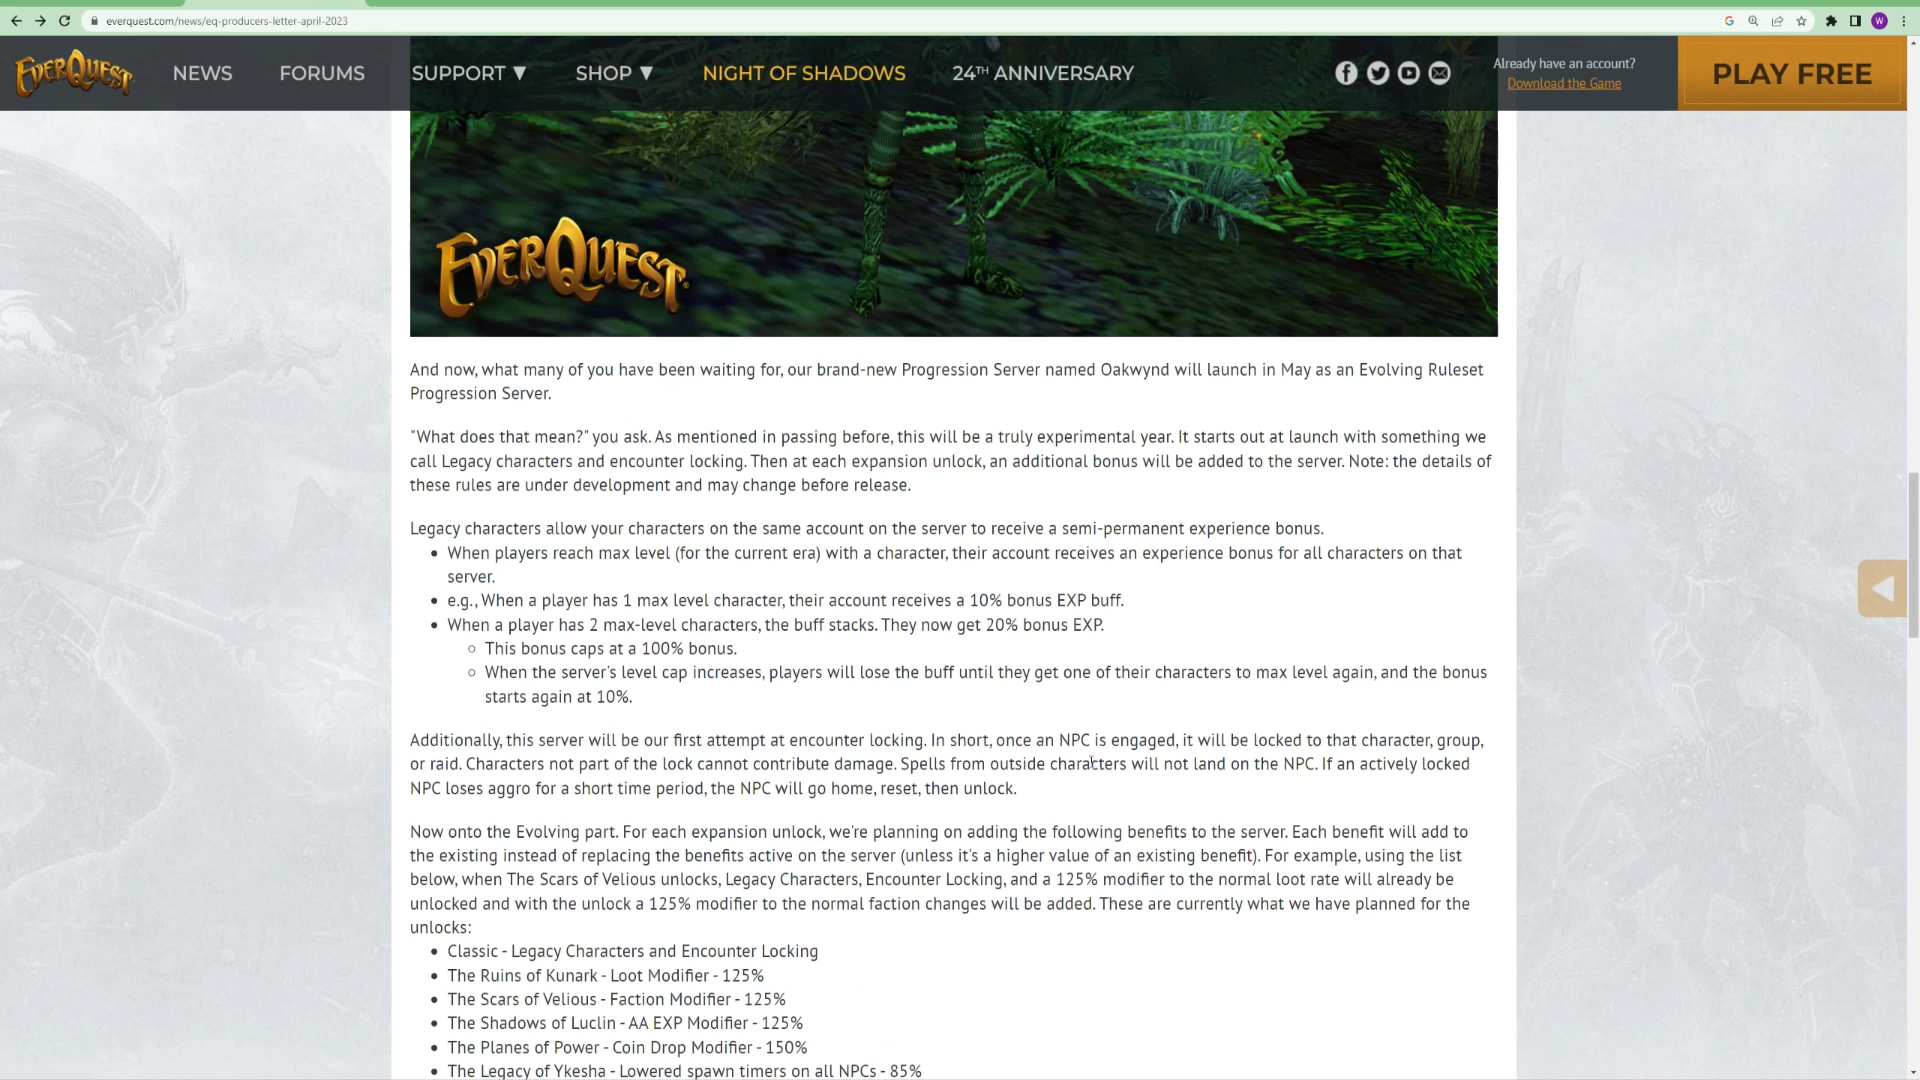 everquest.com/news/eq-producers-letter-april-2023
W
EVERQUEST
NEWS
FORUMS
SUPPORT ▼
SHOP ▼
NIGHT OF SHADOWS
24TH ANNIVERSARY
Already have an account?
Download the Game
PLAY FREE
EVERQUEST
And now, what many of you have been waiting for, our brand-new Progression Server named Oakwynd will launch in May as an Evolving Ruleset
Progression Server.
"What does that mean?" you ask. As mentioned in passing before, this will be a truly experimental year. It starts out at launch with something we
call Legacy characters and encounter locking. Then at each expansion unlock, an additional bonus will be added to the server. Note: the details of
these rules are under development and may change before release.
Legacy characters allow your characters on the same account on the server to receive a semi-permanent experience bonus.
• When players reach max level (for the current era) with a character, their account receives an experience bonus for all characters on that
server.
• e.g., When a player has 1 max level character, their account receives a 10% bonus EXP buff.
• When a player has 2 max-level characters, the buff stacks. They now get 20% bonus EXP.
○ This bonus caps at a 100% bonus.
○ When the server's level cap increases, players will lose the buff until they get one of their characters to max level again, and the bonus
starts again at 10%.
Additionally, this server will be our first attempt at encounter locking. In short, once an NPC is engaged, it will be locked to that character, group,
or raid. Characters not part of the lock cannot contribute damage. Spells from outside characters will not land on the NPC. If an actively locked
NPC loses aggro for a short time period, the NPC will go home, reset, then unlock.
Now onto the Evolving part. For each expansion unlock, we're planning on adding the following benefits to the server. Each benefit will add to
the existing instead of replacing the benefits active on the server (unless it's a higher value of an existing benefit). For example, using the list
below, when The Scars of Velious unlocks, Legacy Characters, Encounter Locking, and a 125% modifier to the normal loot rate will already be
unlocked and with the unlock a 125% modifier to the normal faction changes will be added. These are currently what we have planned for the
unlocks:
• Classic - Legacy Characters and Encounter Locking
• The Ruins of Kunark - Loot Modifier - 125%
• The Scars of Velious - Faction Modifier - 125%
• The Shadows of Luclin - AA EXP Modifier - 125%
• The Planes of Power - Coin Drop Modifier - 150%
• The Legacy of Ykesha - Lowered spawn timers on all NPCs - 85%